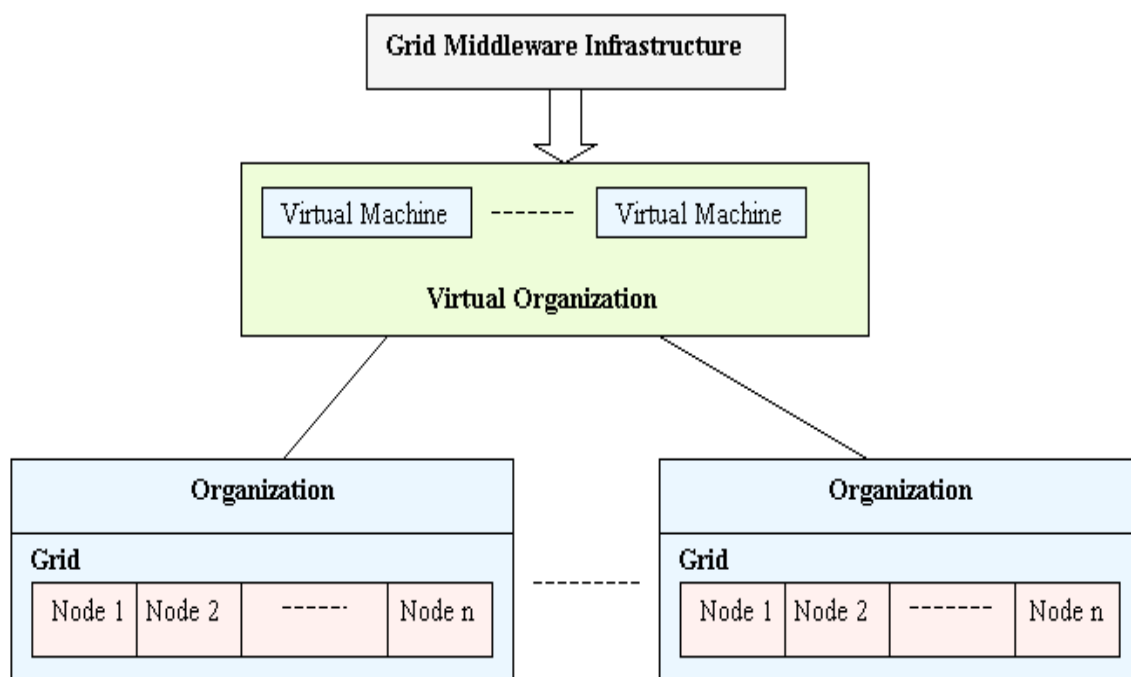 Grid Middleware Infrastructure
Virtual Machine ------- Virtual Machine
Virtual Organization
Organization Organization
Grid Grid
Node 1 Node 2 ------ Node n --------- Node 1 Node 2 ------- Node n